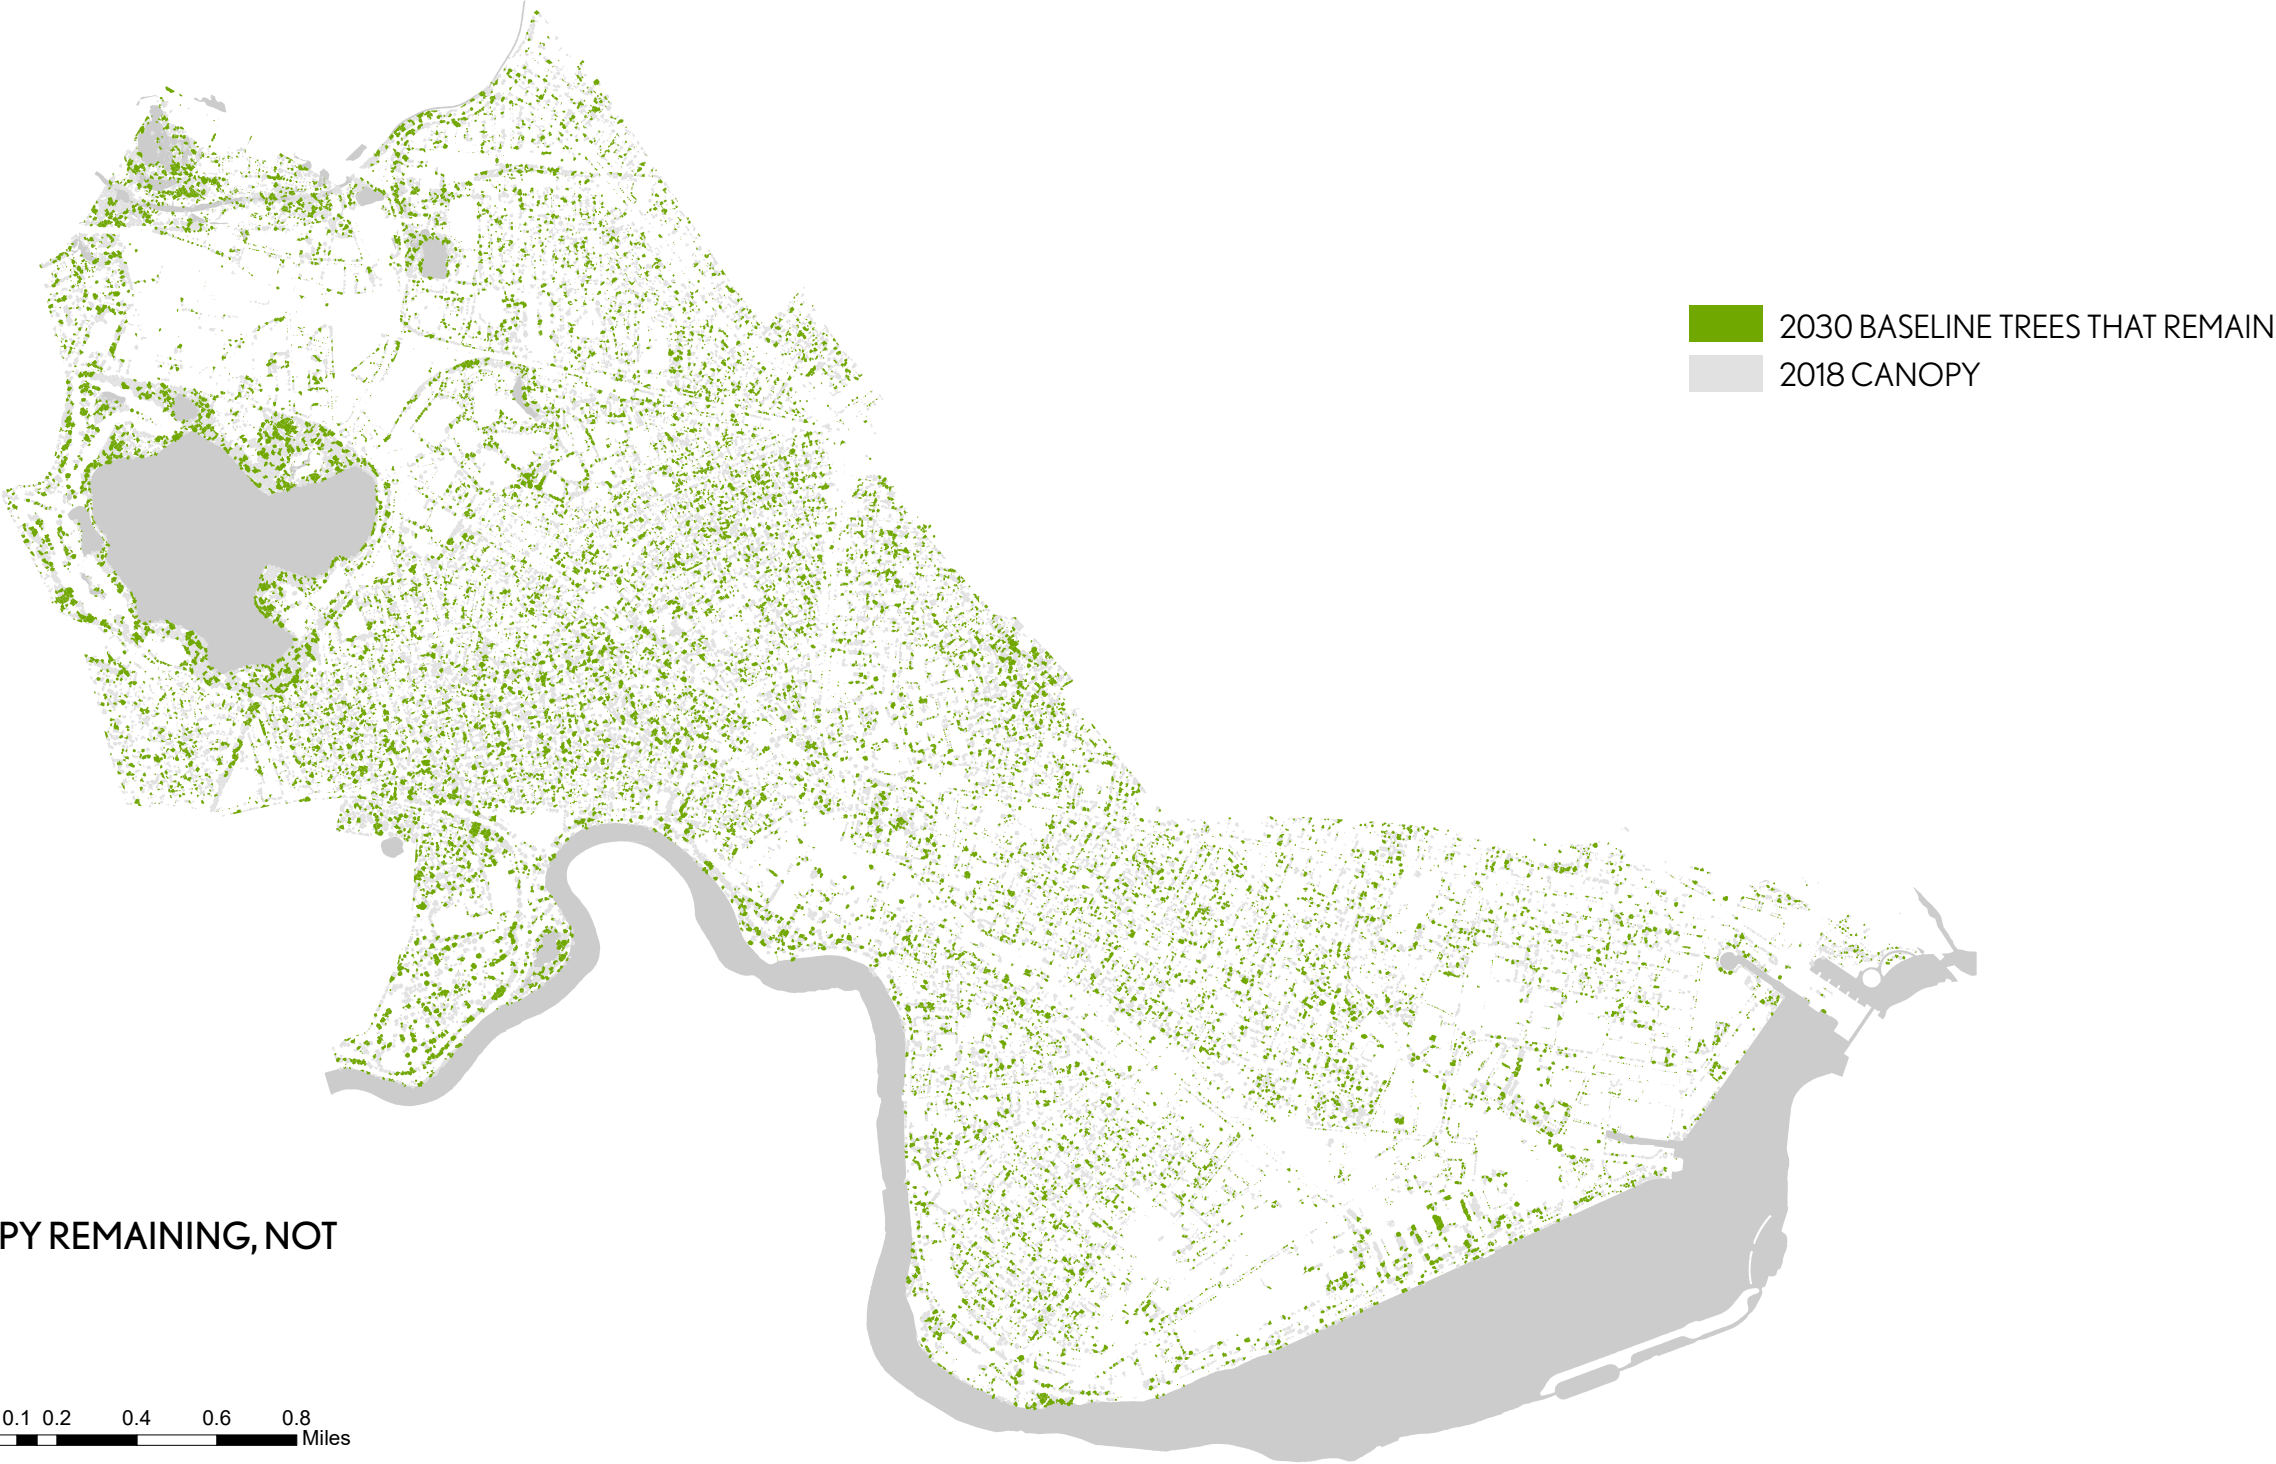 2030 BASELINE TREES THAT REMAIN
2018 CANOPY
PY REMAINING, NOT
0.1 0.2 0.4 0.6 0.8
Miles